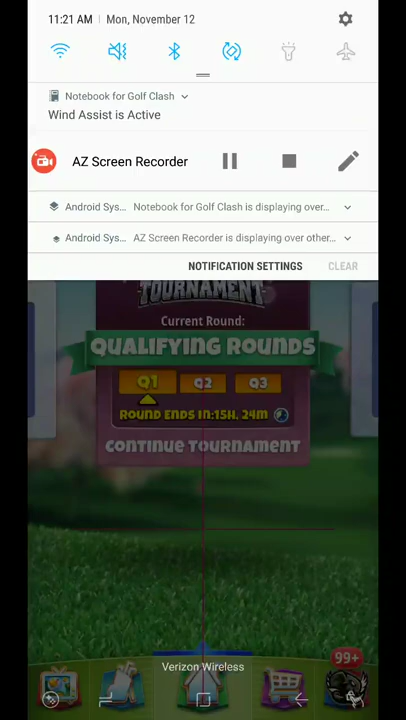 11:21 AM | Mon, November 12
Notebook for Golf Clash
Wind Assist is Active
AZ Screen Recorder
Android Sys... Notebook for Golf Clash is displaying over...
Android Sys... AZ Screen Recorder is displaying over other...
NOTIFICATION SETTINGS CLEAR
TOURNAMENT
Current Round:
QUALIFYING ROUNDS
Q1 Q2 Q3
ROUND ENDS IN:15H, 24M
CONTINUE TOURNAMENT
Verizon Wireless
99+